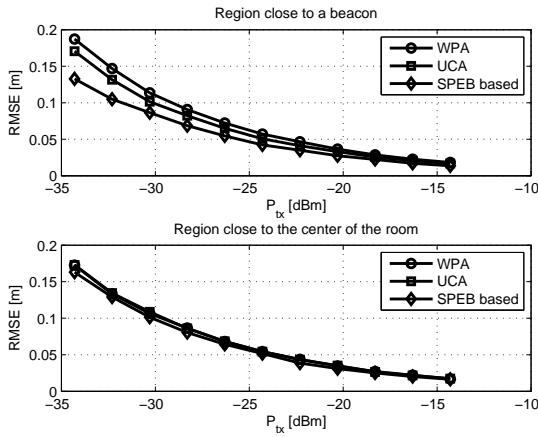 Region close to a beacon
0.2
0.15
0.1
0.05
0
RMSE [m]
WPA
UCA
SPEB based
−35 −30 −25 −20 −15 −10
P_tx [dBm]
Region close to the center of the room
0.2
0.15
0.1
0.05
0
RMSE [m]
WPA
UCA
SPEB based
−35 −30 −25 −20 −15 −10
P_tx [dBm]